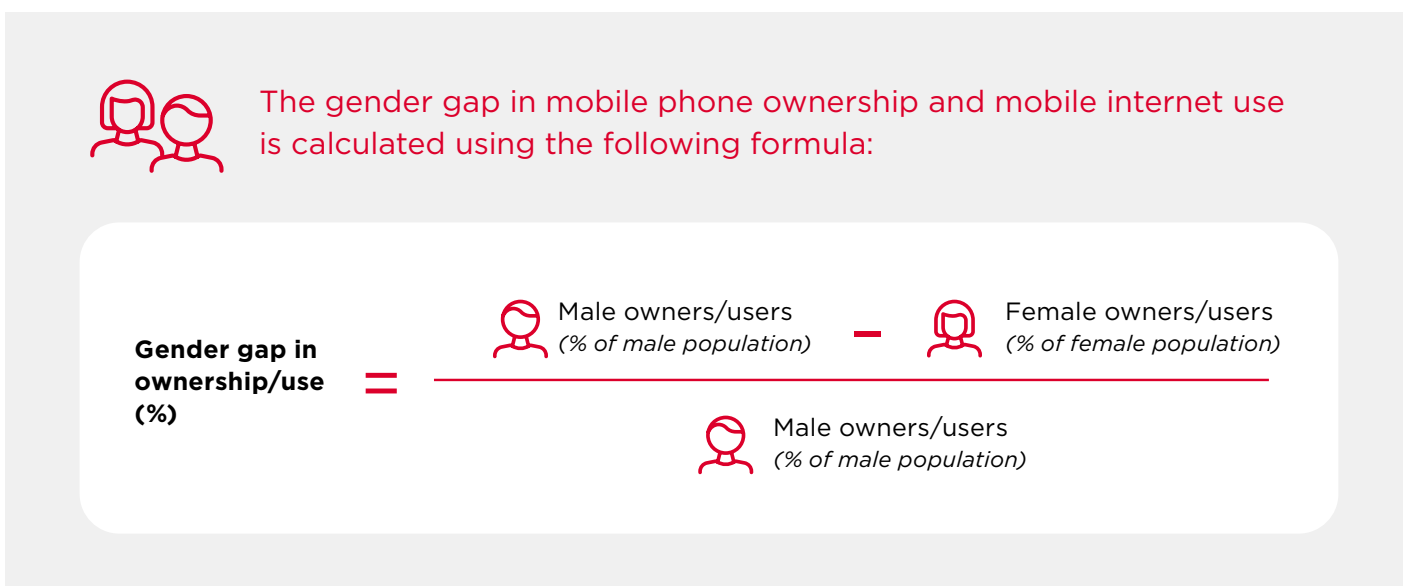 The gender gap in mobile phone ownership and mobile internet use
is calculated using the following formula:
Gender gap in
ownership/use
(%)
=
Male owners/users
(% of male population)
–
Female owners/users
(% of female population)
Male owners/users
(% of male population)